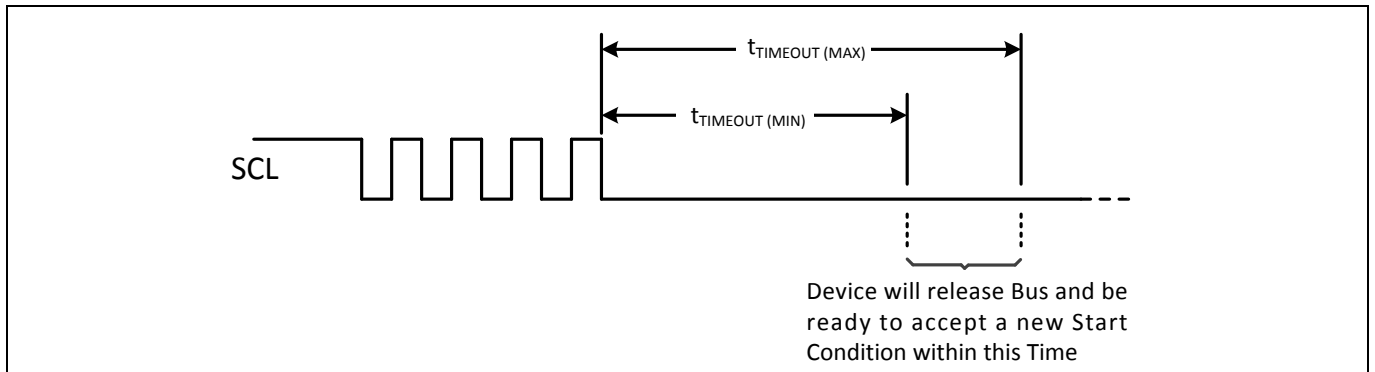 tTIMEOUT (MAX)
tTIMEOUT (MIN)
SCL
Device will release Bus and be
ready to accept a new Start
Condition within this Time